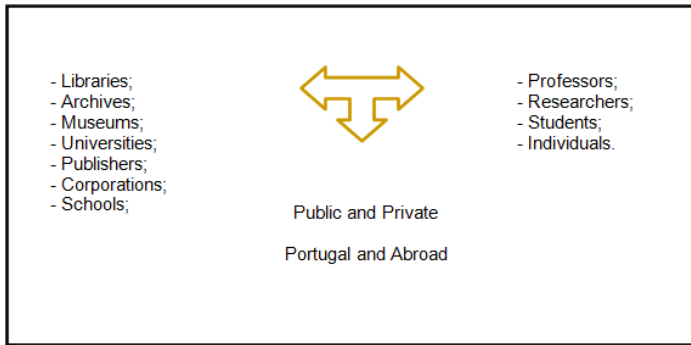 - Libraries;
- Archives;
- Museums;
- Universities;
- Publishers;
- Corporations;
- Schools;
- Professors;
- Researchers;
- Students;
- Individuals.
Public and Private
Portugal and Abroad